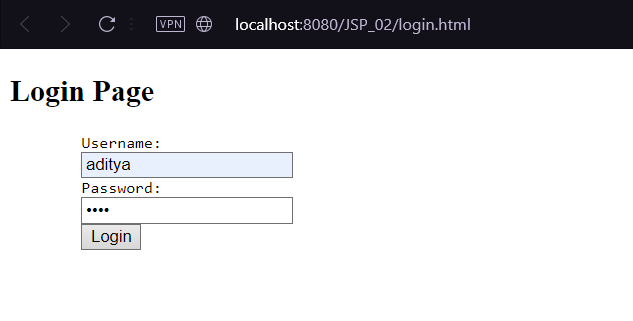 VPN localhost:8080/JSP_02/login.html
Login Page
Username:
aditya
Password:
••••
Login